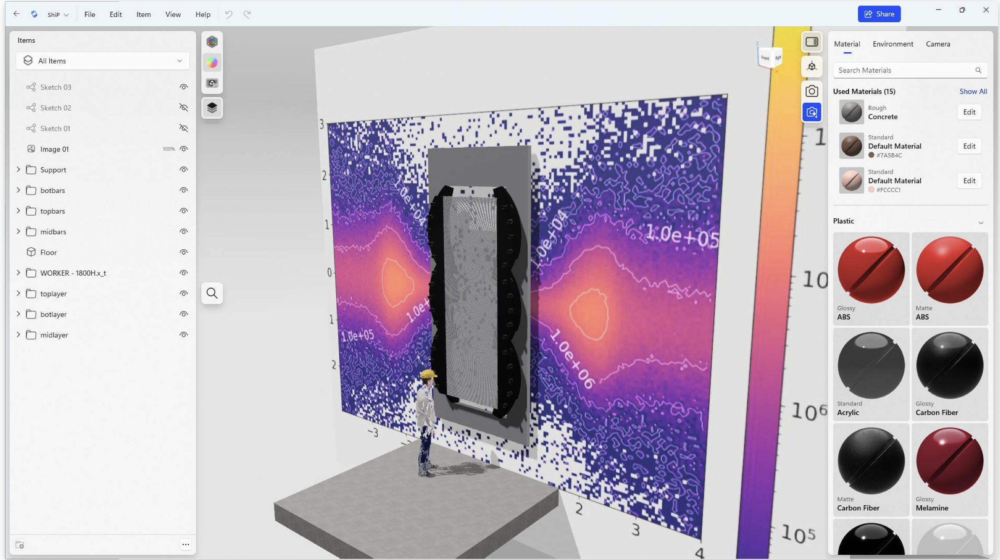 ShiP File Edit Item View Help Share
Items
All Items
Sketch 03
Sketch 02
Sketch 01
Image 01 100%
Support
botbars
topbars
midbars
Floor
WORKER - 1800H.x_t
toplayer
botlayer
midlayer
3
2
1
0
1
2
-3
2
3
4
1.0e+04
1.0e+
1.0e+05
1.0e+04
1.0e+05
1.0e+06
Z
Front Right
X
1
10
10⁶
10⁵
Material Environment Camera
Search Materials
Used Materials (15) Show All
Rough
Concrete
Edit
Standard
Default Material
#7A5B4C
Edit
Standard
Default Material
#FCCCC1
Edit
Plastic
Glossy
ABS
Matte
ABS
Standard
Acrylic
Glossy
Carbon Fiber
Matte
Carbon Fiber
Glossy
Melamine